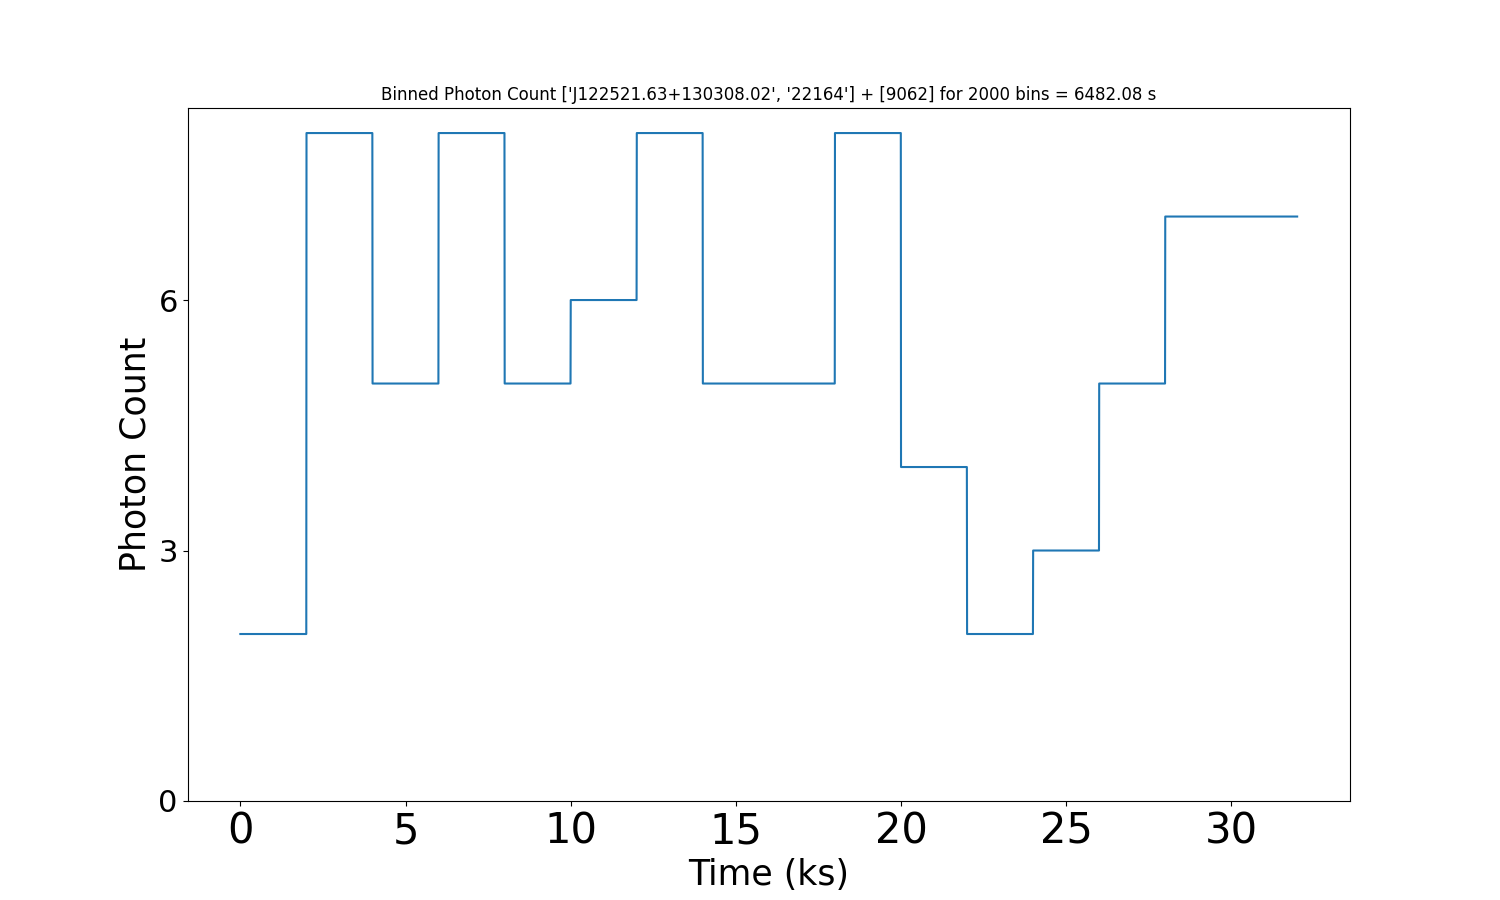 Binned Photon Count ['J122521.63+130308.02', '22164'] + [9062] for 2000 bins = 6482.08 s
6
3
0
Photon Count
0 5 10 15 20 25 30
Time (ks)